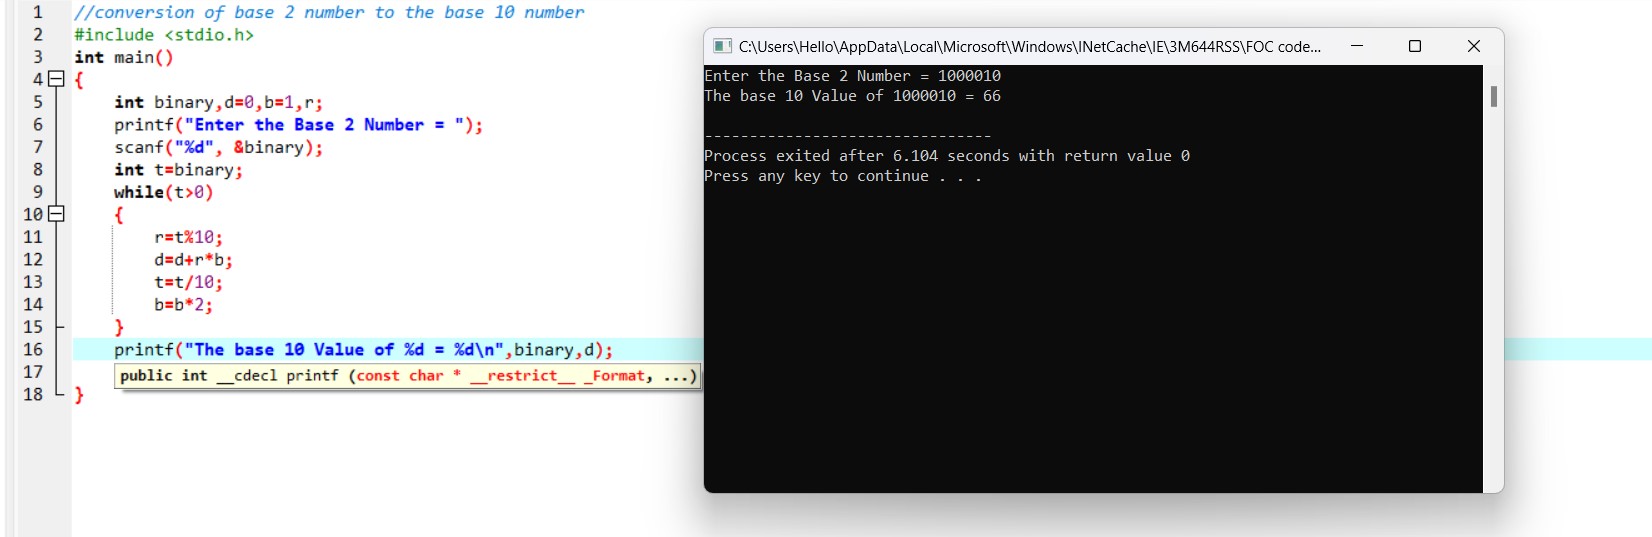 1 //conversion of base 2 number to the base 10 number
2 #include <stdio.h>
3 int main()
4 {
5 int binary,d=0,b=1,r;
6 printf("Enter the Base 2 Number = ");
7 scanf("%d", &binary);
8 int t=binary;
9 while(t>0)
10 {
11 r=t%10;
12 d=d+r*b;
13 t=t/10;
14 b=b*2;
15 }
16 printf("The base 10 Value of %d = %d\n",binary,d);
17 public int __cdecl printf (const char * __restrict__ _Format, ...)
18 }
C:\Users\Hello\AppData\Local\Microsoft\Windows\INetCache\IE\3M644RSS\FOC code...
Enter the Base 2 Number = 1000010
The base 10 Value of 1000010 = 66
--------------------------------
Process exited after 6.104 seconds with return value 0
Press any key to continue . . .